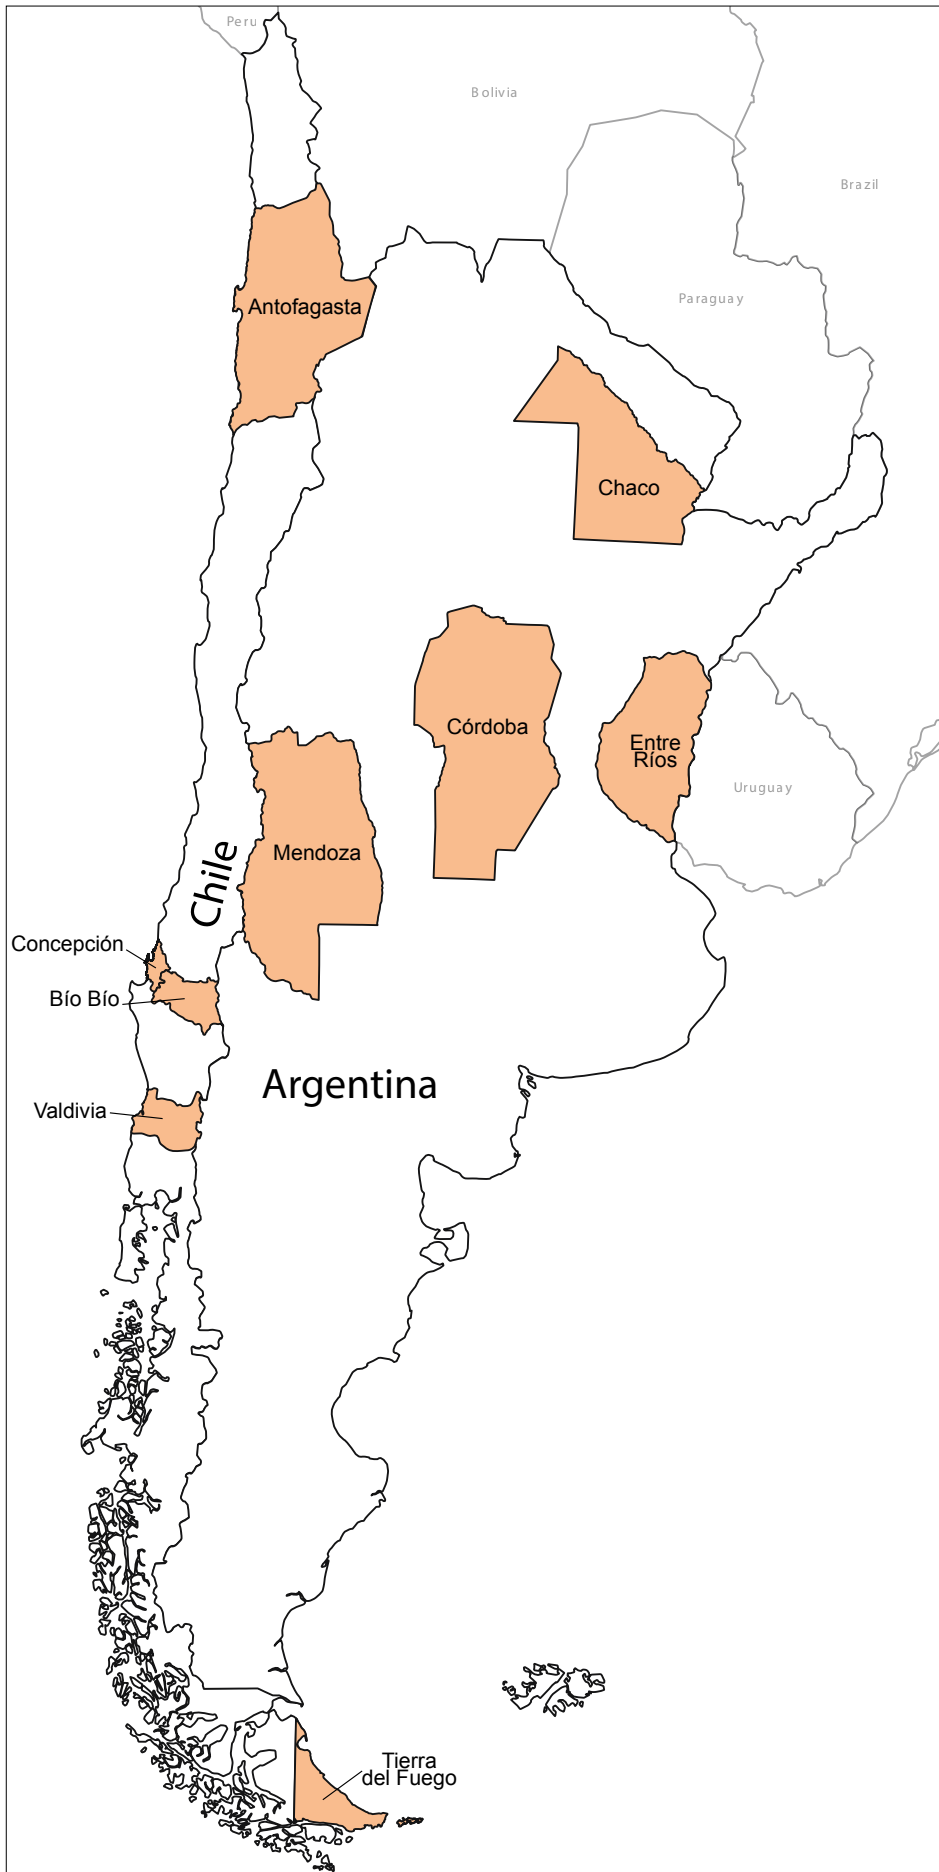 Peru
Bolivia
Brazil
Paraguay
Antofagasta
Chaco
Córdoba
Entre
Ríos
Uruguay
Mendoza
Chile
Concepción
Bío Bío
Argentina
Valdivia
Tierra
del Fuego